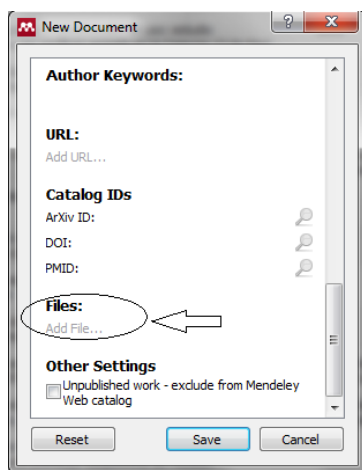 New Document
Author Keywords:
URL:
Add URL...
Catalog IDs
ArXiv ID:
DOI:
PMID:
Files:
Add File...
Other Settings
Unpublished work - exclude from Mendeley
Web catalog
Reset Save Cancel